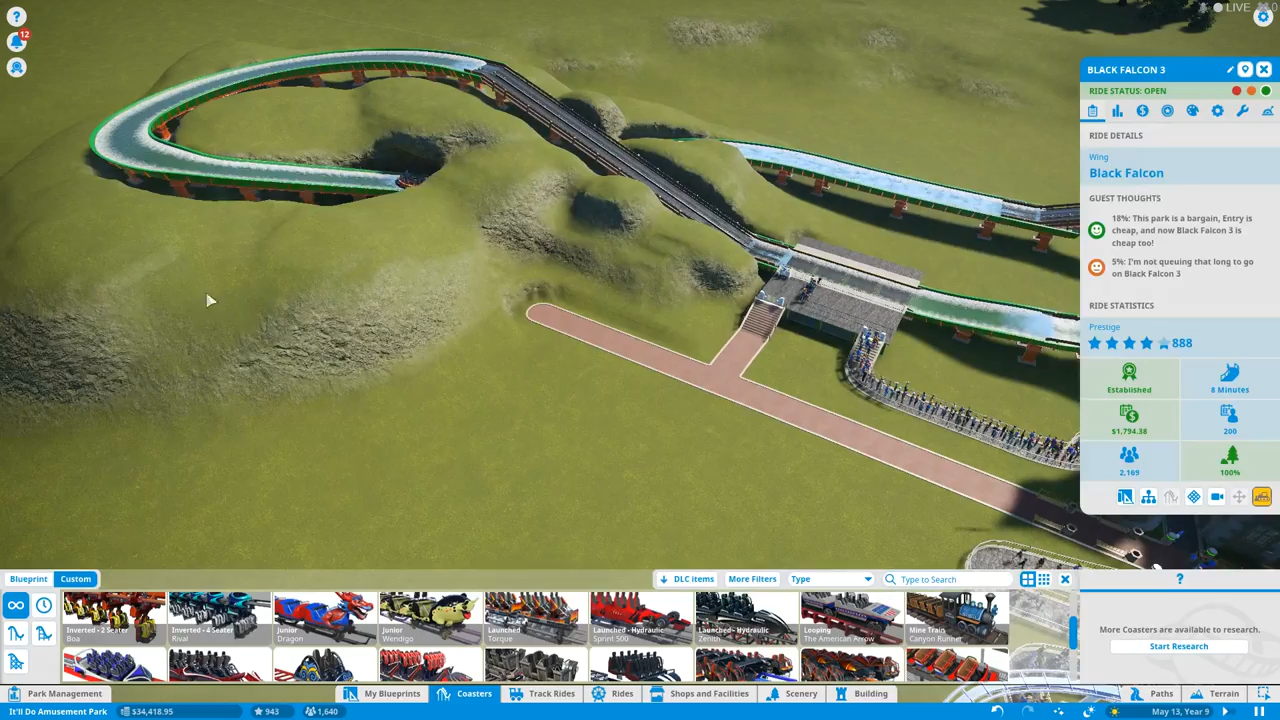 LIVE
12
BLACK FALCON 3
RIDE STATUS: OPEN
RIDE DETAILS
Wing
Black Falcon
GUEST THOUGHTS
18%: This park is a bargain, Entry is
cheap, and now Black Falcon 3 is
cheap too!
5%: I'm not queuing that long to go
on Black Falcon 3
RIDE STATISTICS
Prestige
888
Established
8 Minutes
$1,794.38
200
2,169
100%
Blueprint
Custom
DLC items
More Filters
Type
Type to Search
?
Inverted - 2 Seater
Boa
Inverted - 4 Seater
Rival
Junior
Dragon
Junior
Wendigo
Launched
Torque
Launched - Hydraulic
Sprint 500
Launched - Hydraulic
Zenith
Looping
The American Arrow
Mine Train
Canyon Runner
More Coasters are available to research.
Start Research
Park Management
My Blueprints
Coasters
Track Rides
Rides
Shops and Facilities
Scenery
Building
Paths
Terrain
It'll Do Amusement Park
$34,418.95
943
1,640
May 13, Year 9